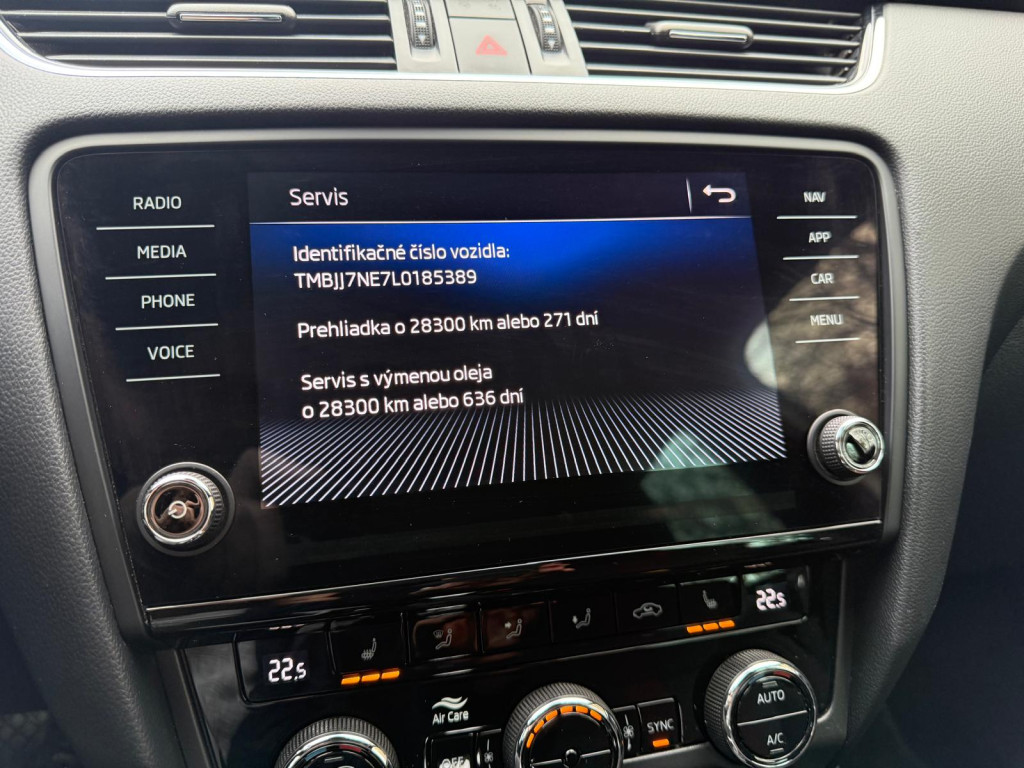 Servis
RADIO
MEDIA
PHONE
VOICE
Identifikačné číslo vozidla:
TMBJJ7NE7L0185389
Prehliadka o 28300 km alebo 271 dní
Servis s výmenou oleja
o 28300 km alebo 636 dní
NAV
APP
CAR
MENU
22.5
22.5
Air Care
OFF
SYNC
AUTO
A/C